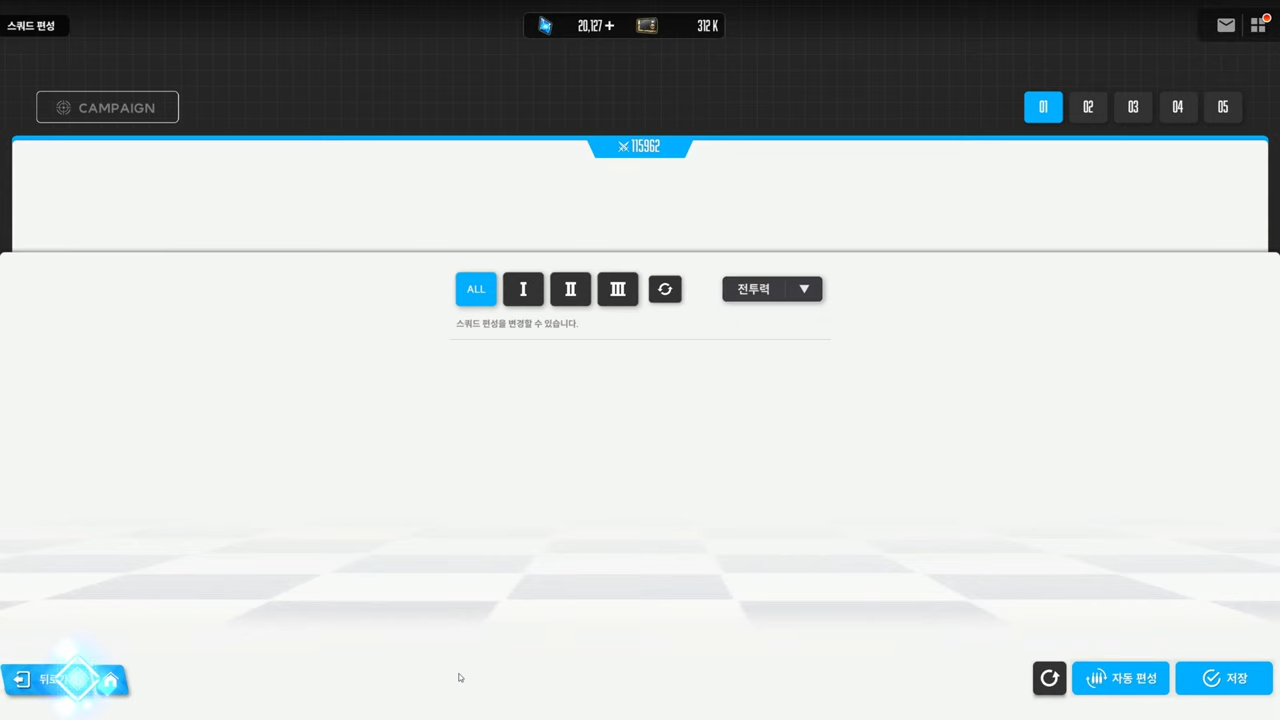 스쿼드 편성
20,127 +
312 K
CAMPAIGN
01
02
03
04
05
115962
ALL
I
II
III
전투력
스쿼드 편성을 변경할 수 있습니다.
자동 편성
저장